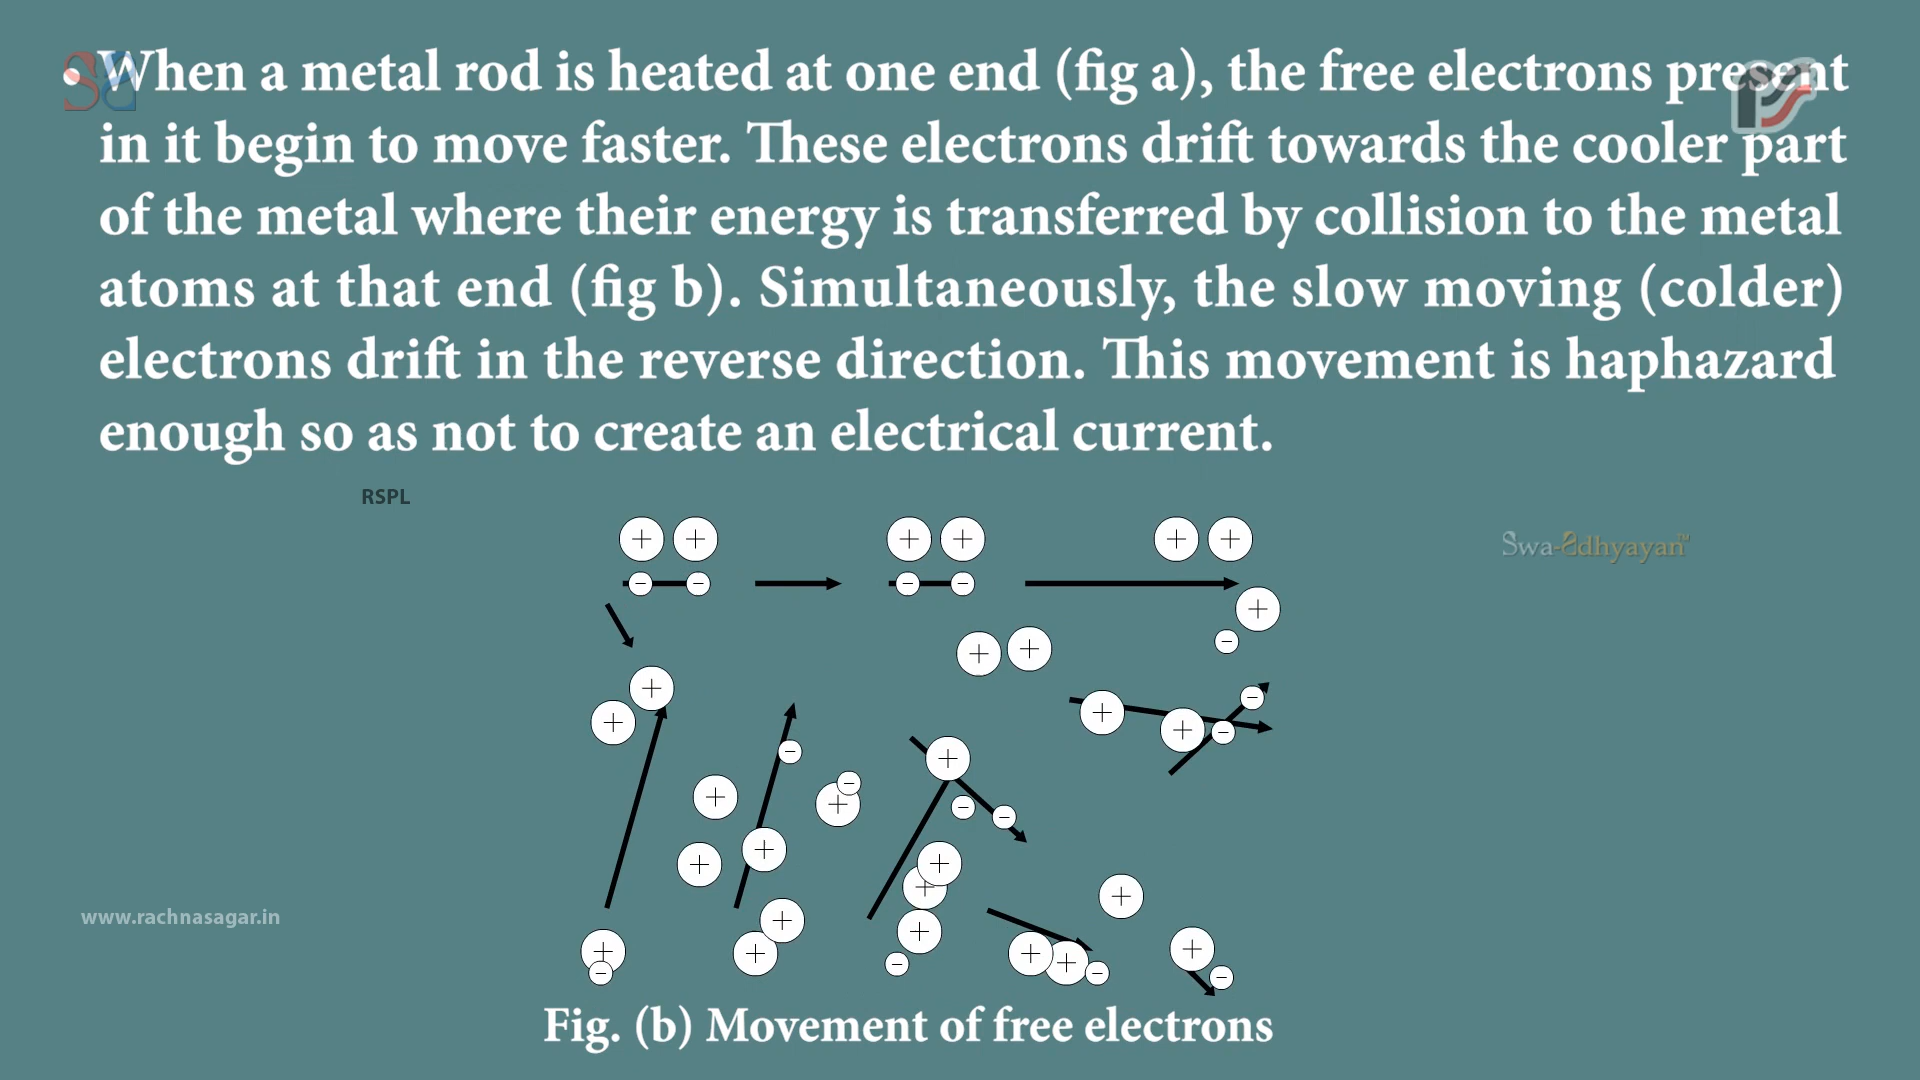 • When a metal rod is heated at one end (fig a), the free electrons present
in it begin to move faster. These electrons drift towards the cooler part
of the metal where their energy is transferred by collision to the metal
atoms at that end (fig b). Simultaneously, the slow moving (colder)
electrons drift in the reverse direction. This movement is haphazard
enough so as not to create an electrical current.
RSPL
Swa-adhyayan™
www.rachnasagar.in
Fig. (b) Movement of free electrons